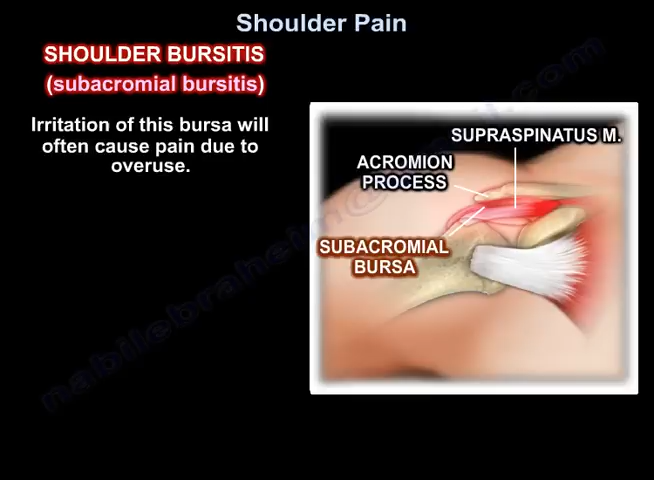 Shoulder Pain
SHOULDER BURSITIS
(subacromial bursitis)
Irritation of this bursa will
often cause pain due to
overuse.
SUPRASPINATUS M.
ACROMION
PROCESS
SUBACROMIAL
BURSA